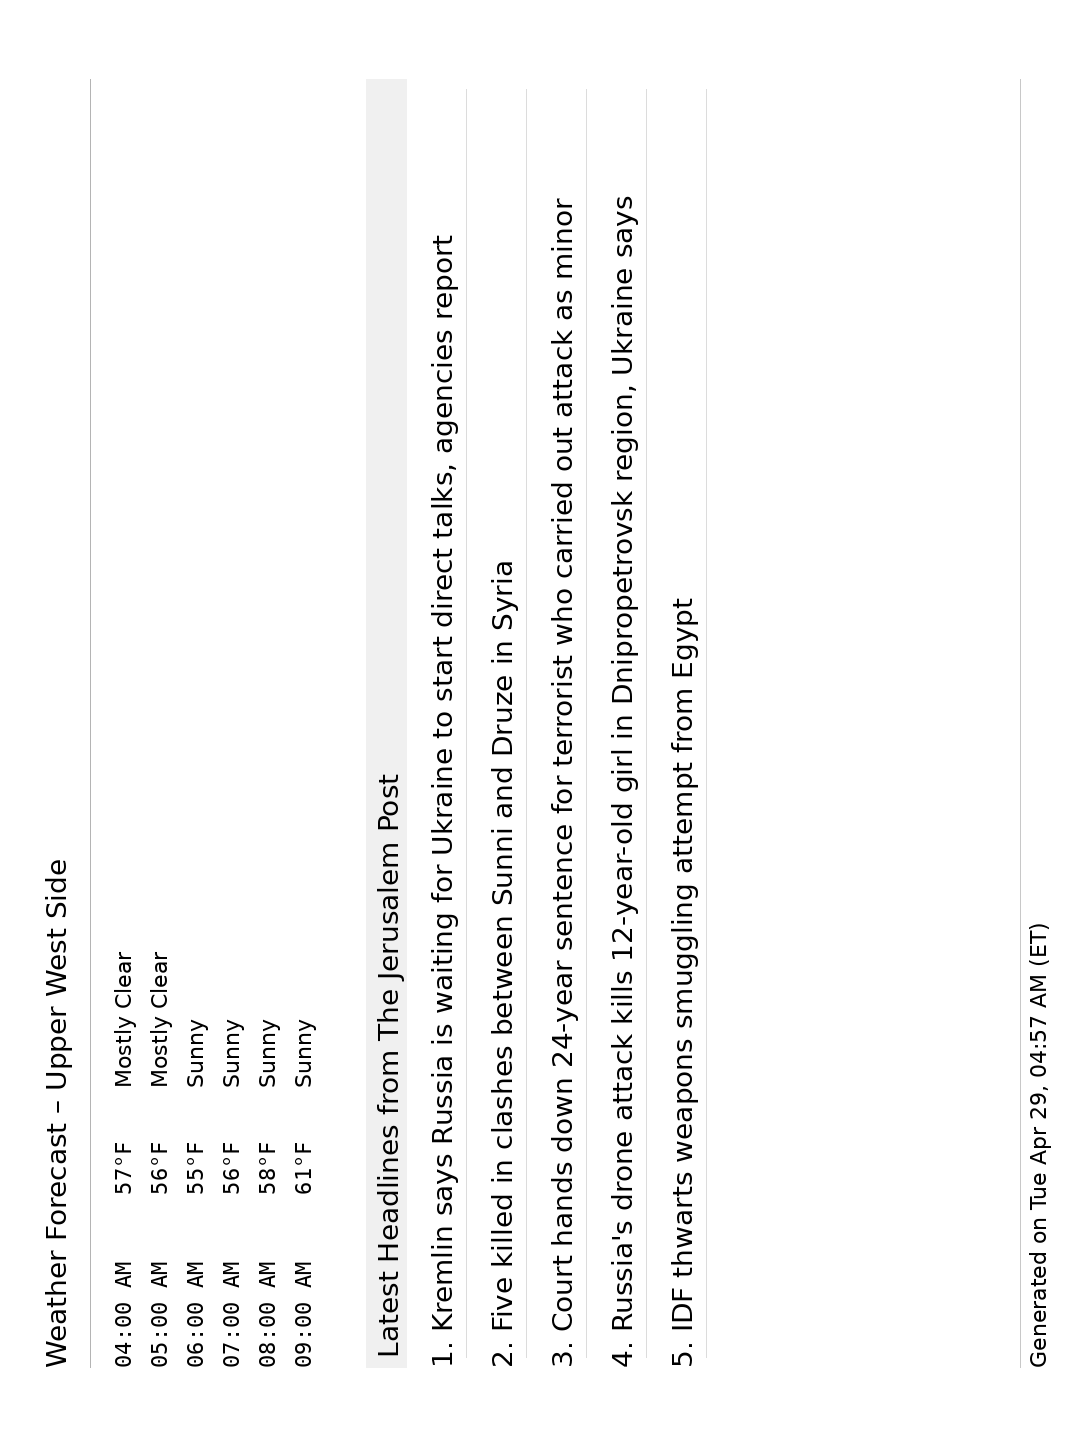 Weather Forecast – Upper West Side
04:00 AM 57°F Mostly Clear
05:00 AM 56°F Mostly Clear
06:00 AM 55°F Sunny
07:00 AM 56°F Sunny
08:00 AM 58°F Sunny
09:00 AM 61°F Sunny
Latest Headlines from The Jerusalem Post
1. Kremlin says Russia is waiting for Ukraine to start direct talks, agencies report
2. Five killed in clashes between Sunni and Druze in Syria
3. Court hands down 24-year sentence for terrorist who carried out attack as minor
4. Russia's drone attack kills 12-year-old girl in Dnipropetrovsk region, Ukraine says
5. IDF thwarts weapons smuggling attempt from Egypt
Generated on Tue Apr 29, 04:57 AM (ET)